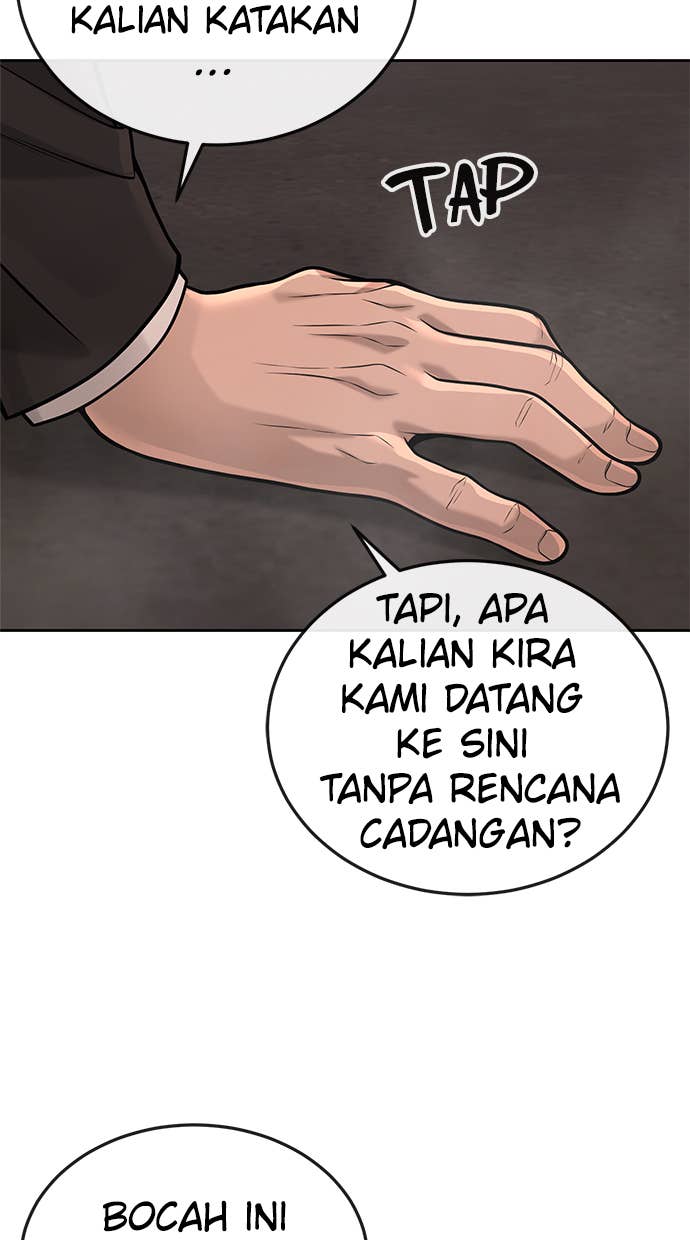 KALIAN KATAKAN
...
TAP
TAPI, APA
KALIAN KIRA
KAMI DATANG
KE SINI
TANPA RENCANA
CADANGAN?
BOCAH INI